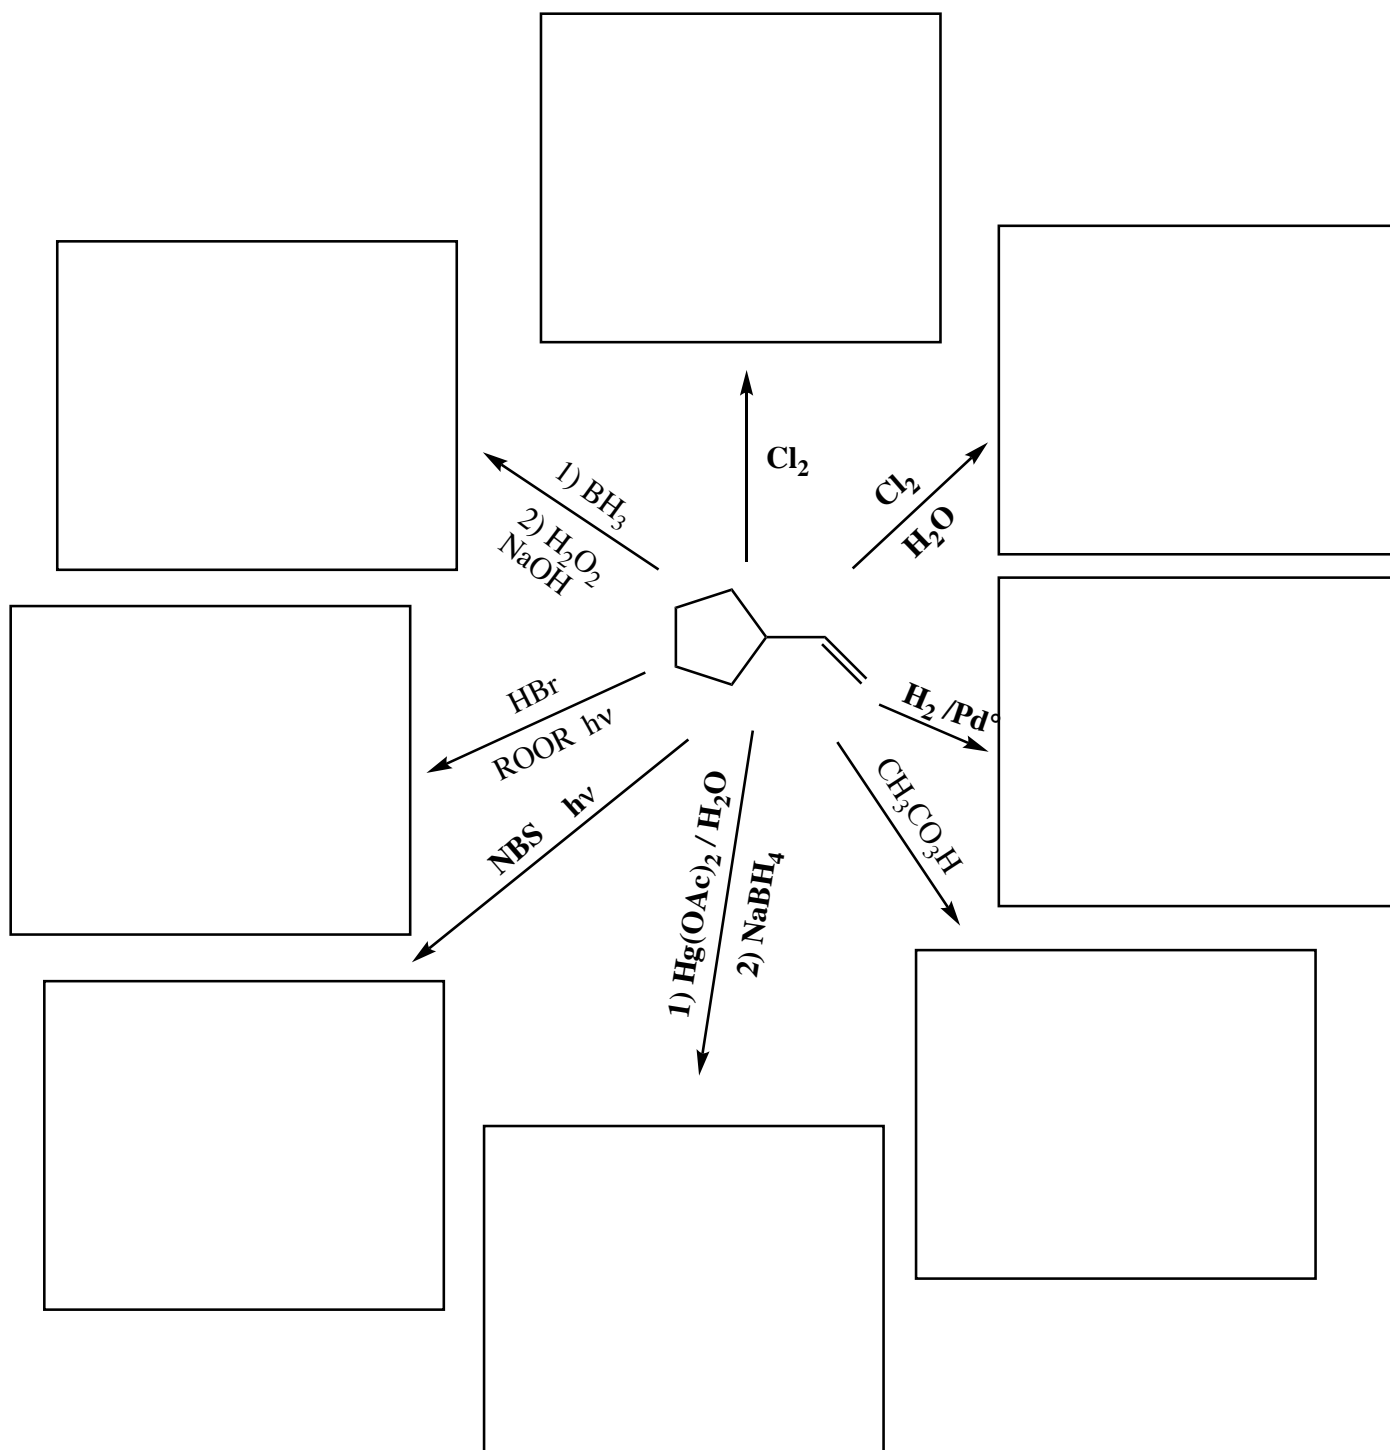 Cl₂
Cl₂
H₂O
1) BH₃
2) H₂O₂
NaOH
HBr
ROOR hν
H₂ /Pd°
NBS hν
CH₃CO₃H
1) Hg(OAc)₂ / H₂O
2) NaBH₄